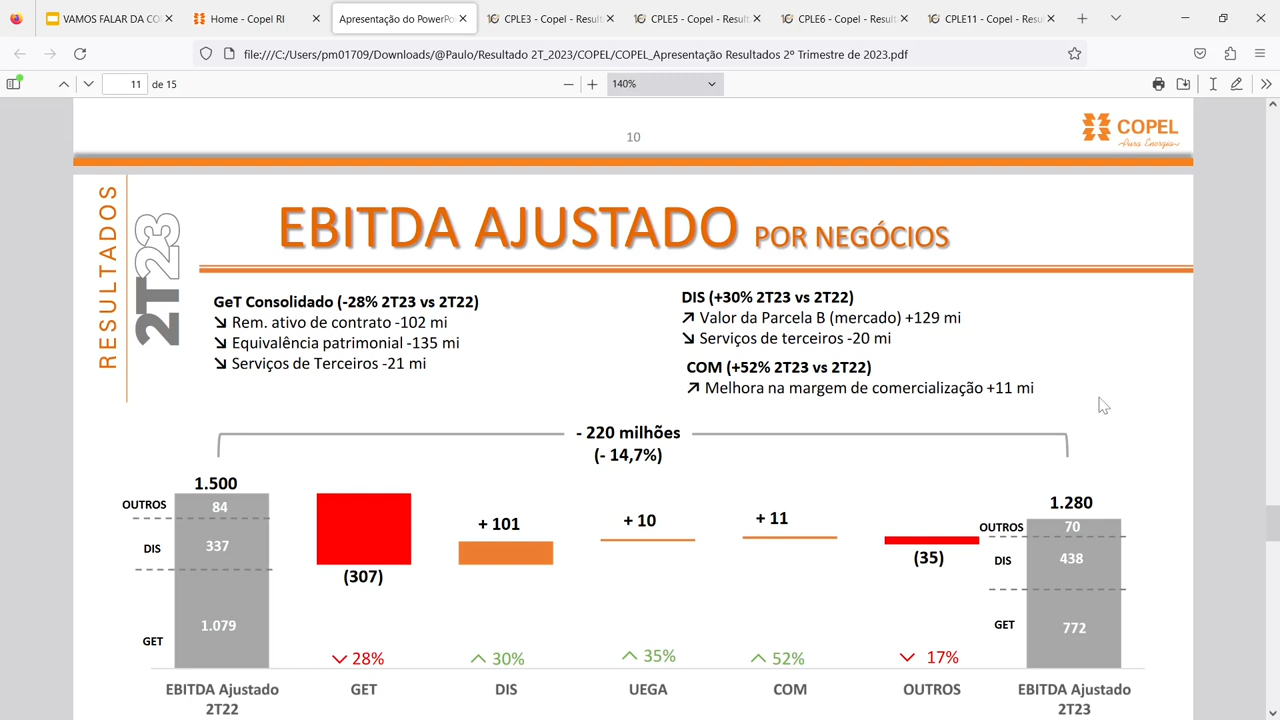 VAMOS FALAR DA CO
Home - Copel RI
Apresentação do PowerPo
CPLE3 - Copel - Result
CPLE5 - Copel - Result
CPLE6 - Copel - Result
CPLE11 - Copel - Resu
file:///C:/Users/pm01709/Downloads/@Paulo/Resultado 2T_2023/COPEL/COPEL_Apresentação Resultados 2º Trimestre de 2023.pdf
11 de 15
140%
10
COPEL
Pura Energia
RESULTADOS
2T23
EBITDA AJUSTADO POR NEGÓCIOS
GeT Consolidado (-28% 2T23 vs 2T22)
Rem. ativo de contrato -102 mi
Equivalência patrimonial -135 mi
Serviços de Terceiros -21 mi
DIS (+30% 2T23 vs 2T22)
Valor da Parcela B (mercado) +129 mi
Serviços de terceiros -20 mi
COM (+52% 2T23 vs 2T22)
Melhora na margem de comercialização +11 mi
- 220 milhões
(- 14,7%)
1.500
OUTROS 84
DIS 337
GET 1.079
(307)
+ 101
+ 10
+ 11
(35)
1.280
OUTROS 70
DIS 438
GET 772
28%
30%
35%
52%
17%
EBITDA Ajustado
2T22
GET
DIS
UEGA
COM
OUTROS
EBITDA Ajustado
2T23